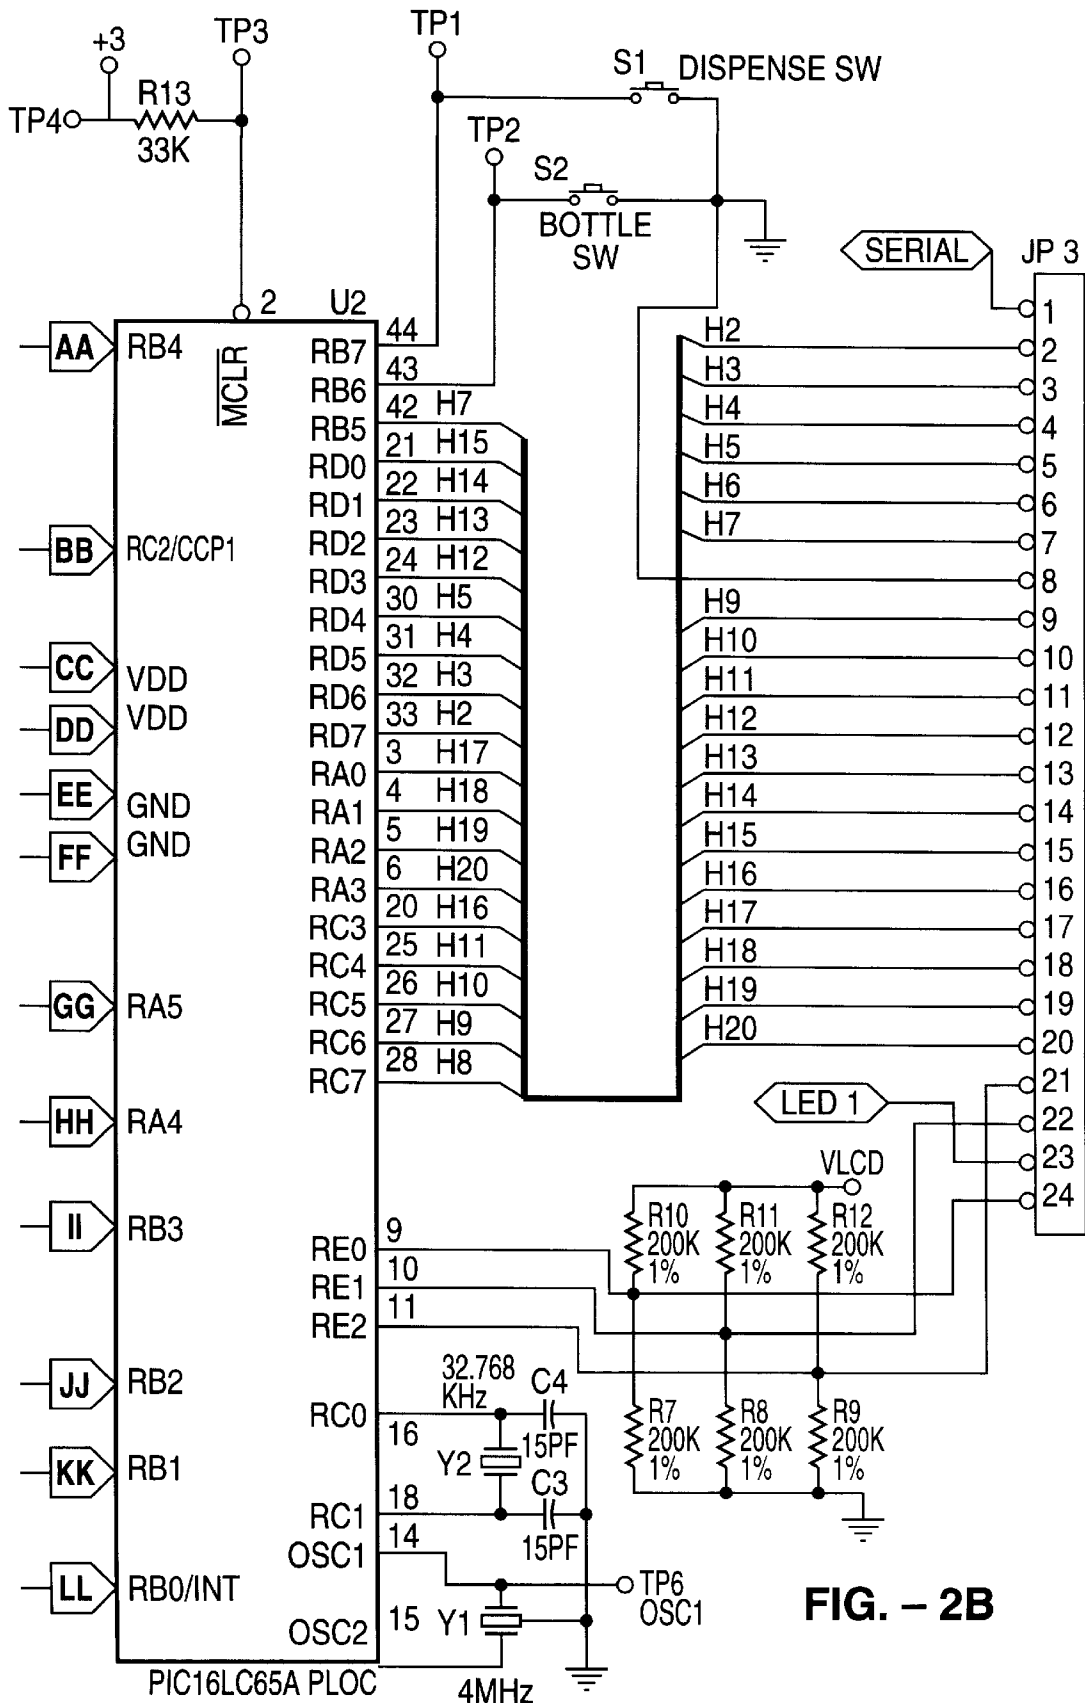 +3
TP3
TP1
S1 DISPENSE SW
R13
TP4
33K
TP2
S2
BOTTLE
SW
SERIAL
JP 3
2
U2
AA
RB4
MCLR
BB
RC2/CCP1
CC
VDD
DD
VDD
EE
GND
FF
GND
GG
RA5
HH
RA4
II
RB3
JJ
RB2
KK
RB1
LL
RB0/INT
RB7 44
RB6 43
RB5 42 H7
RD0 21 H15
RD1 22 H14
RD2 23 H13
RD3 24 H12
RD4 30 H5
RD5 31 H4
RD6 32 H3
RD7 33 H2
RA0 3 H17
RA1 4 H18
RA2 5 H19
RA3 6 H20
RC3 20 H16
RC4 25 H11
RC5 26 H10
RC6 27 H9
RC7 28 H8
RE0 9
RE1 10
RE2 11
RC0 16
RC1 18
OSC1 14
OSC2 15
1
H2 2
H3 3
H4 4
H5 5
H6 6
H7 7
8
H9 9
H10 10
H11 11
H12 12
H13 13
H14 14
H15 15
H16 16
H17 17
H18 18
H19 19
H20 20
21
22
23
24
LED 1
VLCD
R10
200K
1%
R11
200K
1%
R12
200K
1%
R7
200K
1%
R8
200K
1%
R9
200K
1%
32.768
KHz
C4
15PF
Y2
C3
15PF
TP6
OSC1
Y1
4MHz
PIC16LC65A PLOC
FIG. – 2B